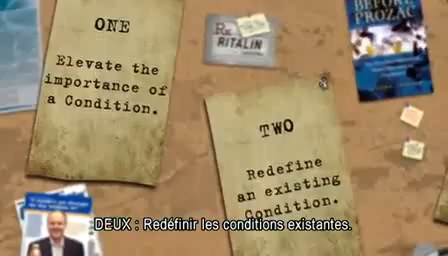 ONE
Elevate the
importance of
a Condition.
Rx
RITALIN
BEFORE
PROZAC
TWO
Redefine
an existing
Condition.
DEUX : Redéfinir les conditions existantes.